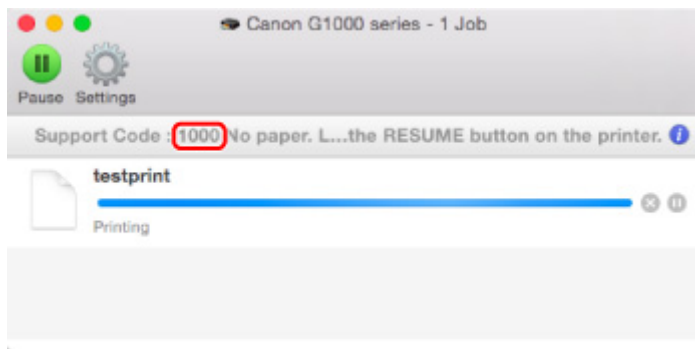 Canon G1000 series - 1 Job
Pause Settings
Support Code : 1000 No paper. L...the RESUME button on the printer.
testprint
Printing